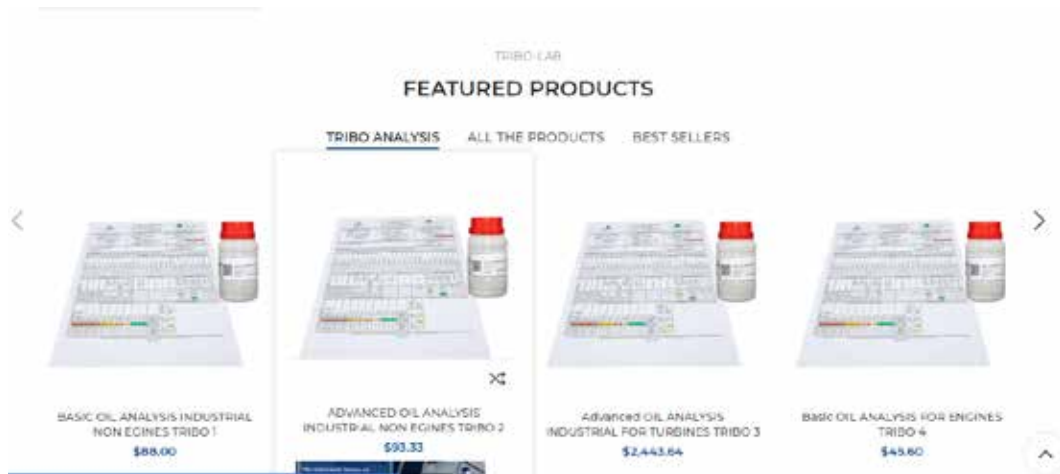 TRIBO-LAB
FEATURED PRODUCTS
TRIBO ANALYSIS ALL THE PRODUCTS BEST SELLERS
BASIC OIL ANALYSIS INDUSTRIAL
NON EGINES TRIBO 1
$88.00
ADVANCED OIL ANALYSIS
INDUSTRIAL NON EGINES TRIBO 2
$93.33
Advanced OIL ANALYSIS
INDUSTRIAL FOR TURBINES TRIBO 3
$2,443.64
Basic OIL ANALYSIS FOR ENGINES
TRIBO 4
$45.60